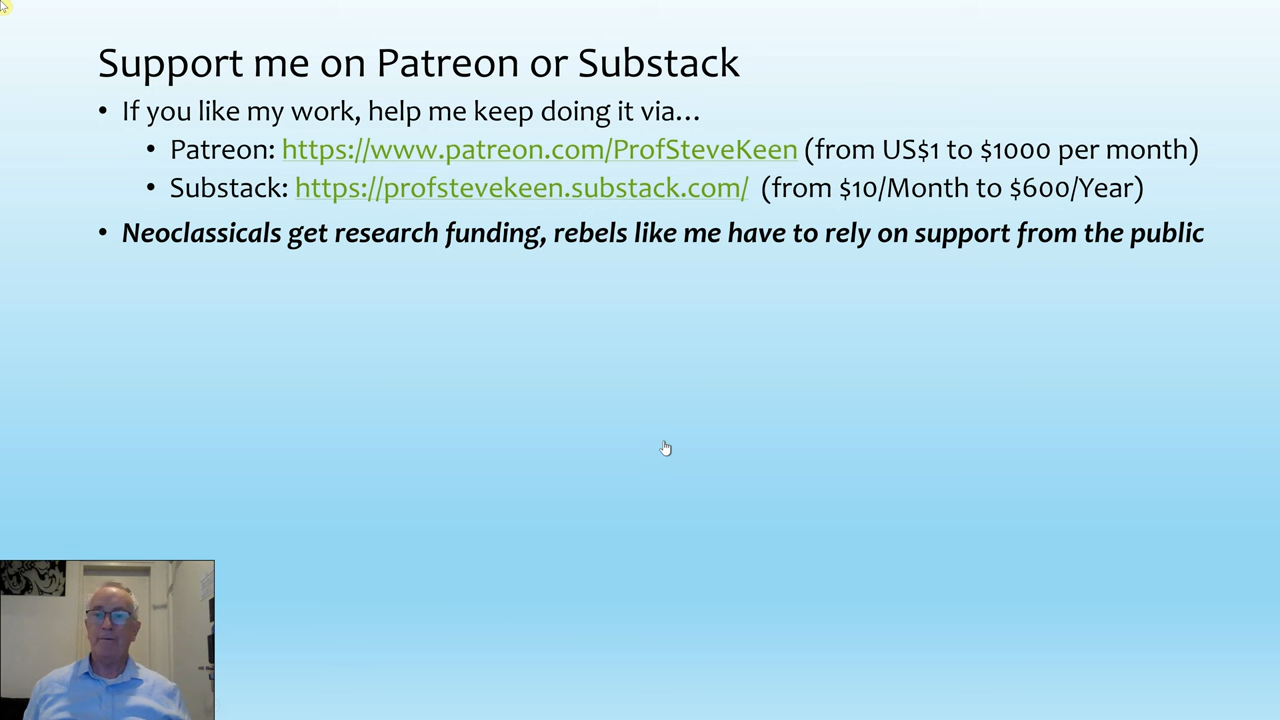 Support me on Patreon or Substack
• If you like my work, help me keep doing it via…
• Patreon: https://www.patreon.com/ProfSteveKeen (from US$1 to $1000 per month)
• Substack: https://profstevekeen.substack.com/ (from $10/Month to $600/Year)
• Neoclassicals get research funding, rebels like me have to rely on support from the public